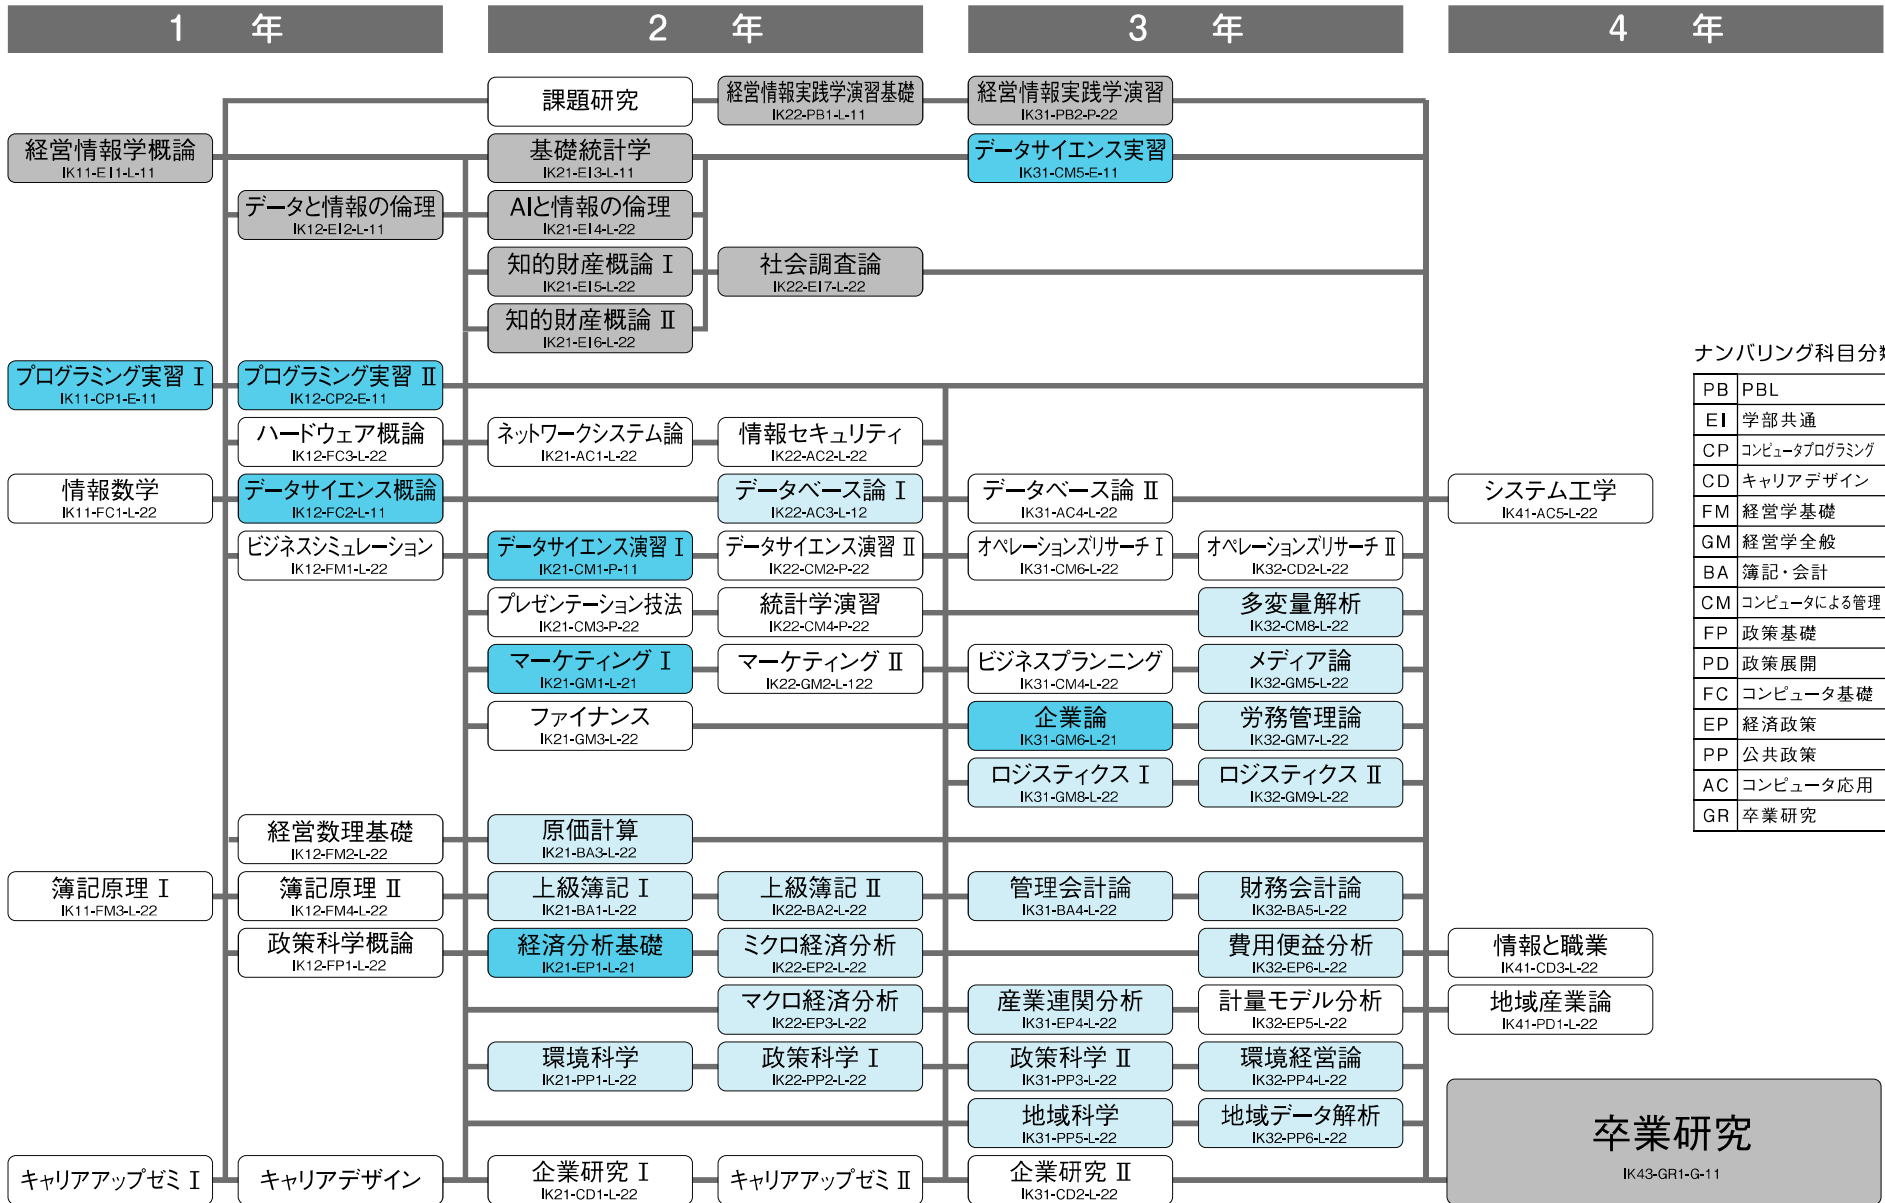 1 年
2 年
3 年
4 年
課題研究
経営情報実践学演習基礎
IK22-PB1-L-11
経営情報実践学演習
IK31-PB2-P-22
経営情報学概論
IK11-EI1-L-11
基礎統計学
IK21-EI3-L-11
データサイエンス実習
IK31-CM5-E-11
データと情報の倫理
IK12-EI2-L-11
AIと情報の倫理
IK21-EI4-L-22
知的財産概論 Ⅰ
IK21-EI5-L-22
社会調査論
IK22-EI7-L-22
知的財産概論 Ⅱ
IK21-EI6-L-22
プログラミング実習 Ⅰ
IK11-CP1-E-11
プログラミング実習 Ⅱ
IK12-CP2-E-11
ハードウェア概論
IK12-FC3-L-22
ネットワークシステム論
IK21-AC1-L-22
情報セキュリティ
IK22-AC2-L-22
情報数学
IK11-FC1-L-22
データサイエンス概論
IK12-FC2-L-11
データベース論 Ⅰ
IK22-AC3-L-12
データベース論 Ⅱ
IK31-AC4-L-22
システム工学
IK41-AC5-L-22
ビジネスシミュレーション
IK12-FM1-L-22
データサイエンス演習 Ⅰ
IK21-CM1-P-11
データサイエンス演習 Ⅱ
IK22-CM2-P-22
オペレーションズリサーチ Ⅰ
IK31-CM6-L-22
オペレーションズリサーチ Ⅱ
IK32-CD2-L-22
プレゼンテーション技法
IK21-CM3-P-22
統計学演習
IK22-CM4-P-22
多変量解析
IK32-CM8-L-22
マーケティング Ⅰ
IK21-GM1-L-21
マーケティング Ⅱ
IK22-GM2-L-122
ビジネスプランニング
IK31-CM4-L-22
メディア論
IK32-GM5-L-22
ファイナンス
IK21-GM3-L-22
企業論
IK31-GM6-L-21
労務管理論
IK32-GM7-L-22
ロジスティクス Ⅰ
IK31-GM8-L-22
ロジスティクス Ⅱ
IK32-GM9-L-22
経営数理基礎
IK12-FM2-L-22
原価計算
IK21-BA3-L-22
簿記原理 Ⅰ
IK11-FM3-L-22
簿記原理 Ⅱ
IK12-FM4-L-22
上級簿記 Ⅰ
IK21-BA1-L-22
上級簿記 Ⅱ
IK22-BA2-L-22
管理会計論
IK31-BA4-L-22
財務会計論
IK32-BA5-L-22
政策科学概論
IK12-FP1-L-22
経済分析基礎
IK21-EP1-L-21
ミクロ経済分析
IK22-EP2-L-22
費用便益分析
IK32-EP6-L-22
情報と職業
IK41-CD3-L-22
マクロ経済分析
IK22-EP3-L-22
産業連関分析
IK31-EP4-L-22
計量モデル分析
IK32-EP5-L-22
地域産業論
IK41-PD1-L-22
環境科学
IK21-PP1-L-22
政策科学 Ⅰ
IK22-PP2-L-22
政策科学 Ⅱ
IK31-PP3-L-22
環境経営論
IK32-PP4-L-22
地域科学
IK31-PP5-L-22
地域データ解析
IK32-PP6-L-22
卒業研究
IK43-GR1-G-11
キャリアアップゼミ Ⅰ
キャリアデザイン
企業研究 Ⅰ
IK21-CD1-L-22
キャリアアップゼミ Ⅱ
企業研究 Ⅱ
IK31-CD2-L-22
ナンバリング科目分
PB PBL
EI 学部共通
CP コンピュータプログラミング
CD キャリアデザイン
FM 経営学基礎
GM 経営学全般
BA 簿記・会計
CM コンピュータによる管理
FP 政策基礎
PD 政策展開
FC コンピュータ基礎
EP 経済政策
PP 公共政策
AC コンピュータ応用
GR 卒業研究